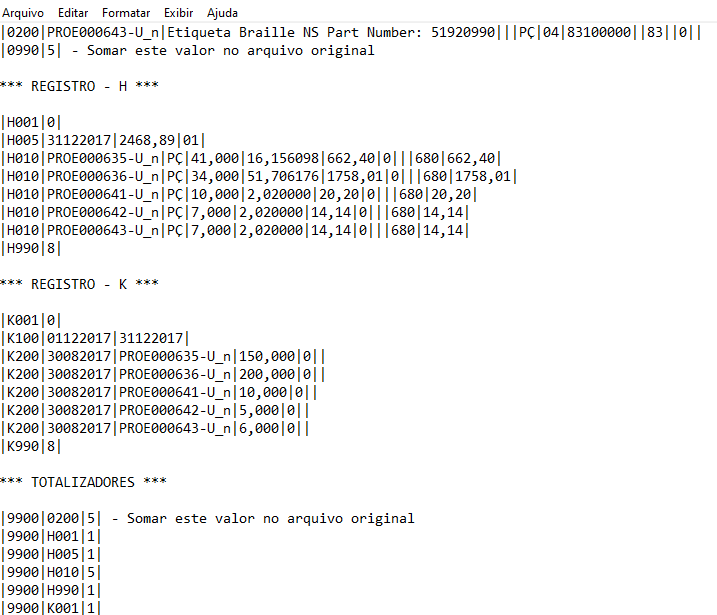 Arquivo Editar Formatar Exibir Ajuda
|0200|PROE000643-U_n|Etiqueta Braille NS Part Number: 51920990|||PÇ|04|83100000||83||0||
|0990|5| - Somar este valor no arquivo original
*** REGISTRO - H ***
|H001|0|
|H005|31122017|2468,89|01|
|H010|PROE000635-U_n|PÇ|41,000|16,156098|662,40|0|||680|662,40|
|H010|PROE000636-U_n|PÇ|34,000|51,706176|1758,01|0|||680|1758,01|
|H010|PROE000641-U_n|PÇ|10,000|2,020000|20,20|0|||680|20,20|
|H010|PROE000642-U_n|PÇ|7,000|2,020000|14,14|0|||680|14,14|
|H010|PROE000643-U_n|PÇ|7,000|2,020000|14,14|0|||680|14,14|
|H990|8|
*** REGISTRO - K ***
|K001|0|
|K100|01122017|31122017|
|K200|30082017|PROE000635-U_n|150,000|0||
|K200|30082017|PROE000636-U_n|200,000|0||
|K200|30082017|PROE000641-U_n|10,000|0||
|K200|30082017|PROE000642-U_n|5,000|0||
|K200|30082017|PROE000643-U_n|6,000|0||
|K990|8|
*** TOTALIZADORES ***
|9900|0200|5| - Somar este valor no arquivo original
|9900|H001|1|
|9900|H005|1|
|9900|H010|5|
|9900|H990|1|
|9900|K001|1|